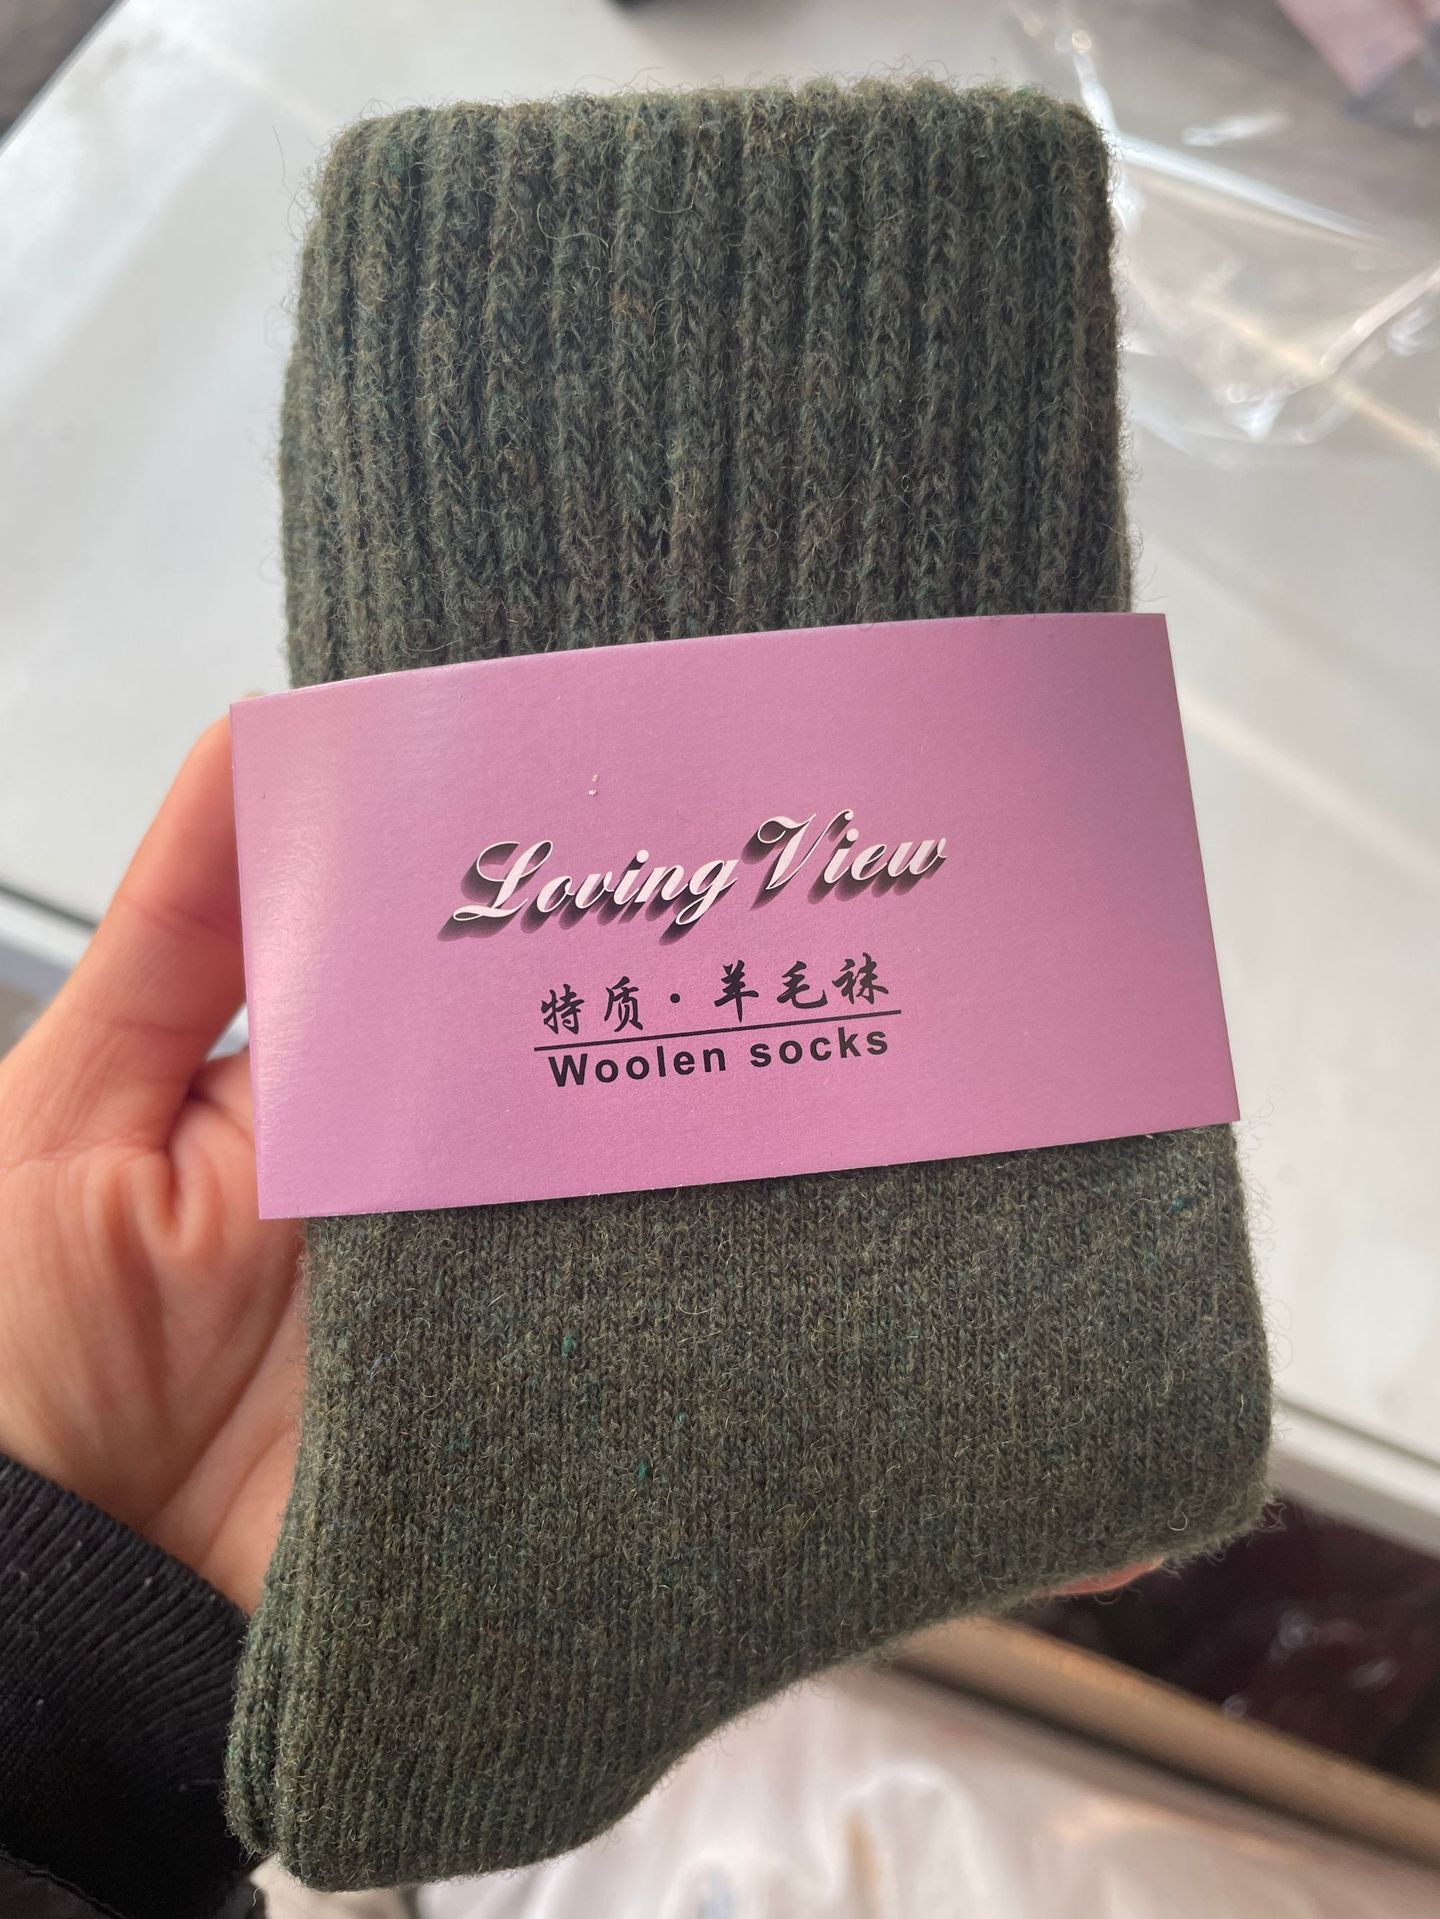 Loving View
特质·羊毛袜
Woolen socks